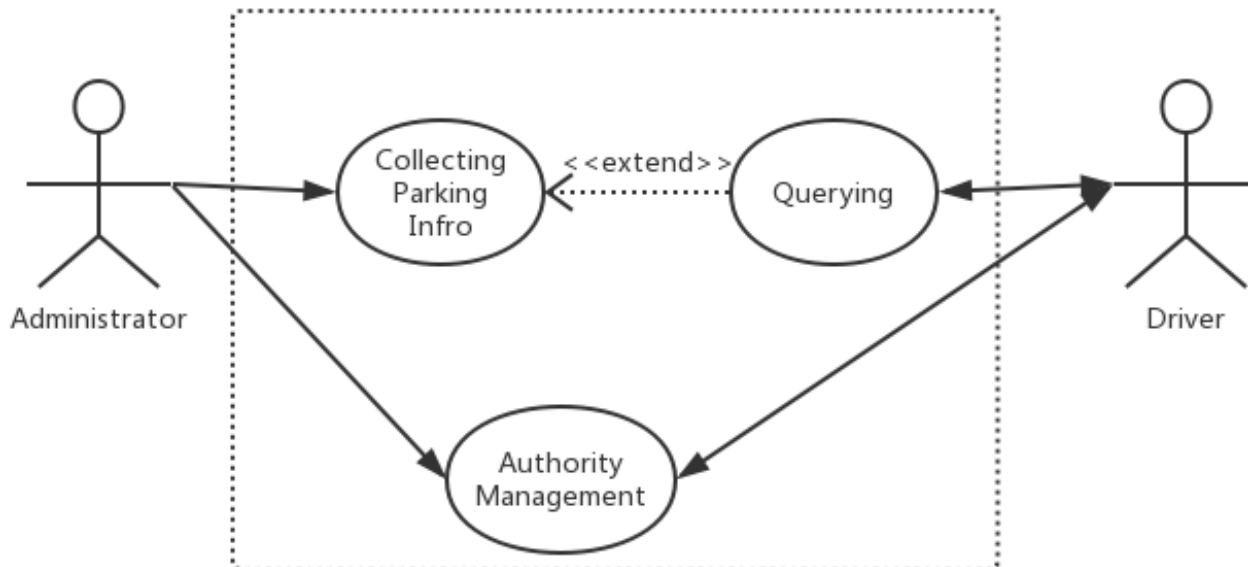 Collecting
Parking
Infro
<<extend>>
Querying
Administrator
Driver
Authority
Management